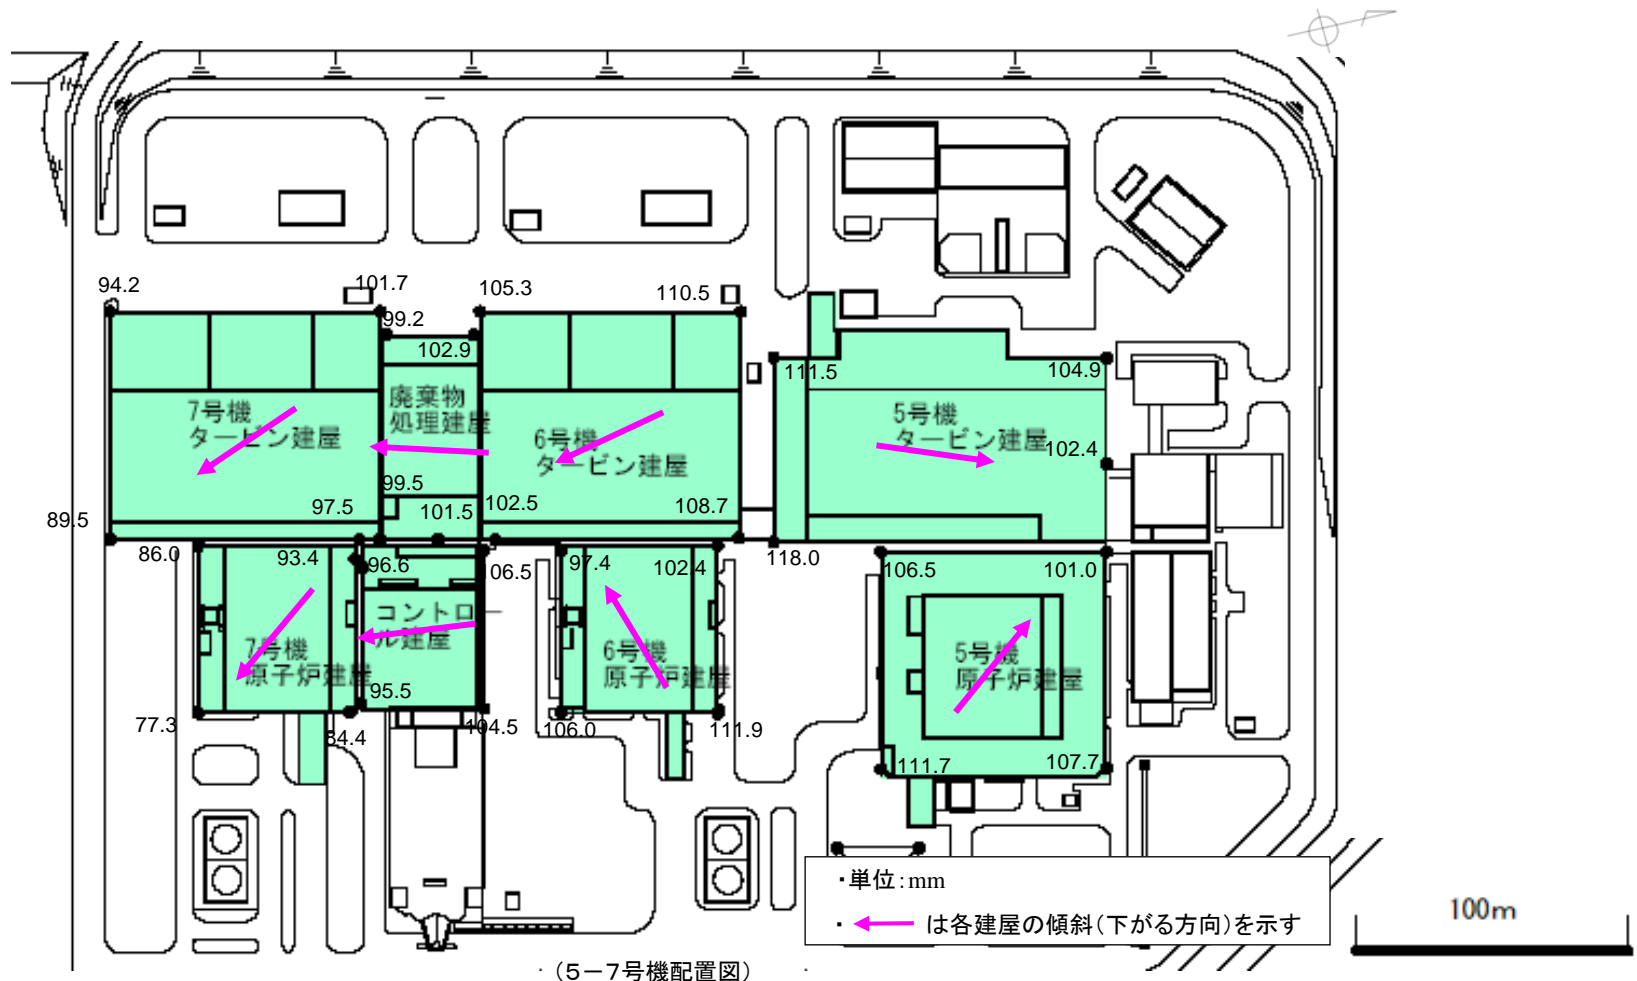 94.2
101.7
105.3
110.5
99.2
102.9
111.5
104.9
7号機
タービン建屋
廃棄物
処理建屋
6号機
タービン建屋
5号機
タービン建屋
102.4
99.5
97.5
101.5
102.5
108.7
89.5
86.0
93.4
96.6
106.5
97.4
102.4
118.0
106.5
101.0
コントロ
ール建屋
7号機
原子炉建屋
6号機
原子炉建屋
5号機
原子炉建屋
95.5
77.3
84.4
104.5
106.0
111.9
111.7
107.7
・単位:mm
・ は各建屋の傾斜(下がる方向)を示す
100m
(5-7号機配置図)